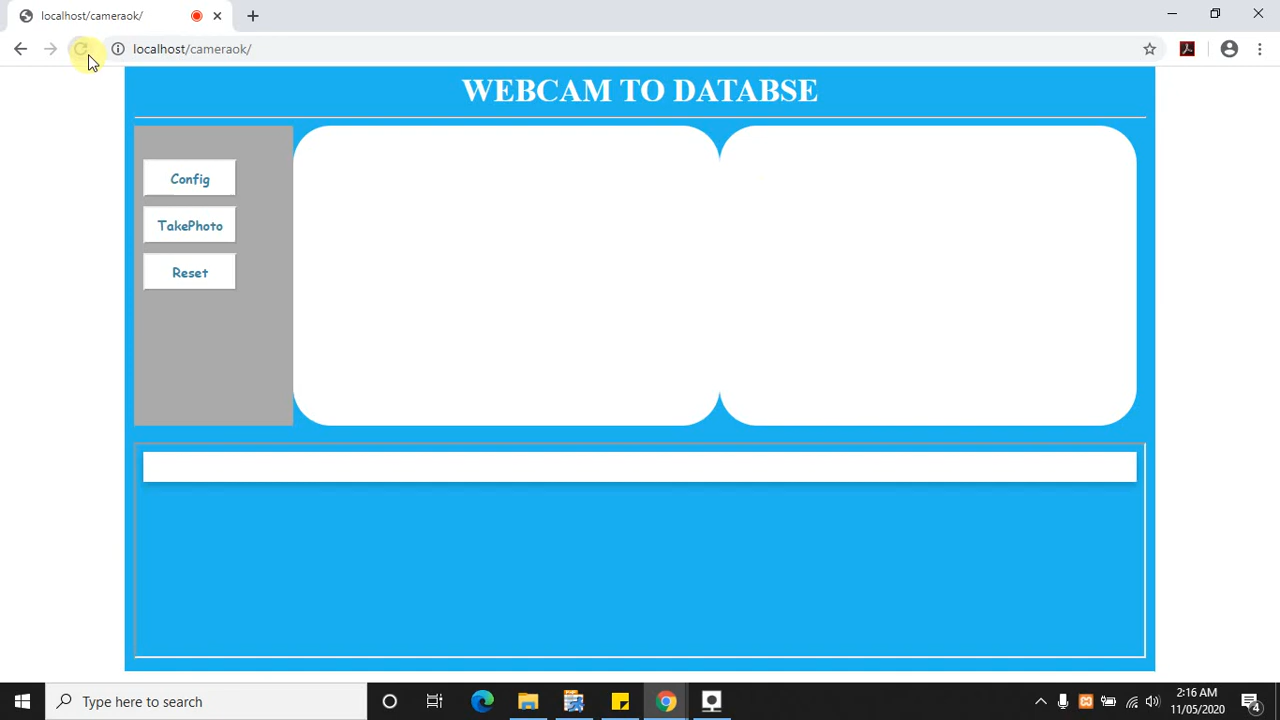 localhost/cameraok/
localhost/cameraok/
WEBCAM TO DATABSE
Config
TakePhoto
Reset
Type here to search
2:16 AM
11/05/2020
4